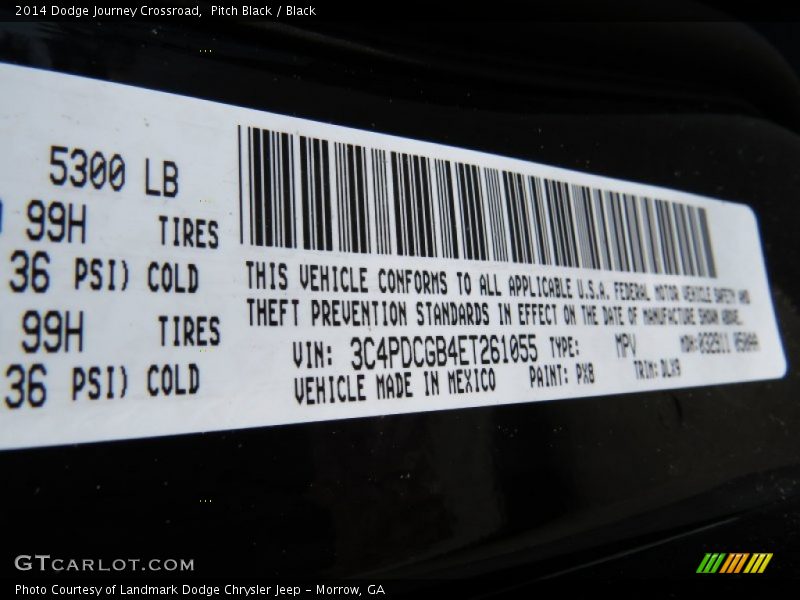 2014 Dodge Journey Crossroad,  Pitch Black / Black
5300 LB
99H TIRES
36 PSI) COLD
99H TIRES
36 PSI) COLD
THIS VEHICLE CONFORMS TO ALL APPLICABLE U.S.A. FEDERAL MOTOR VEHICLE SAFETY AND
THEFT PREVENTION STANDARDS IN EFFECT ON THE DATE OF MANUFACTURE SHOWN ABOVE.
VIN: 3C4PDCGB4ET261055 TYPE: MPV MDH:
VEHICLE MADE IN MEXICO PAINT: PX8 TRIM: DLX9
GTCARLOT.COM
Photo Courtesy of Landmark Dodge Chrysler Jeep - Morrow, GA